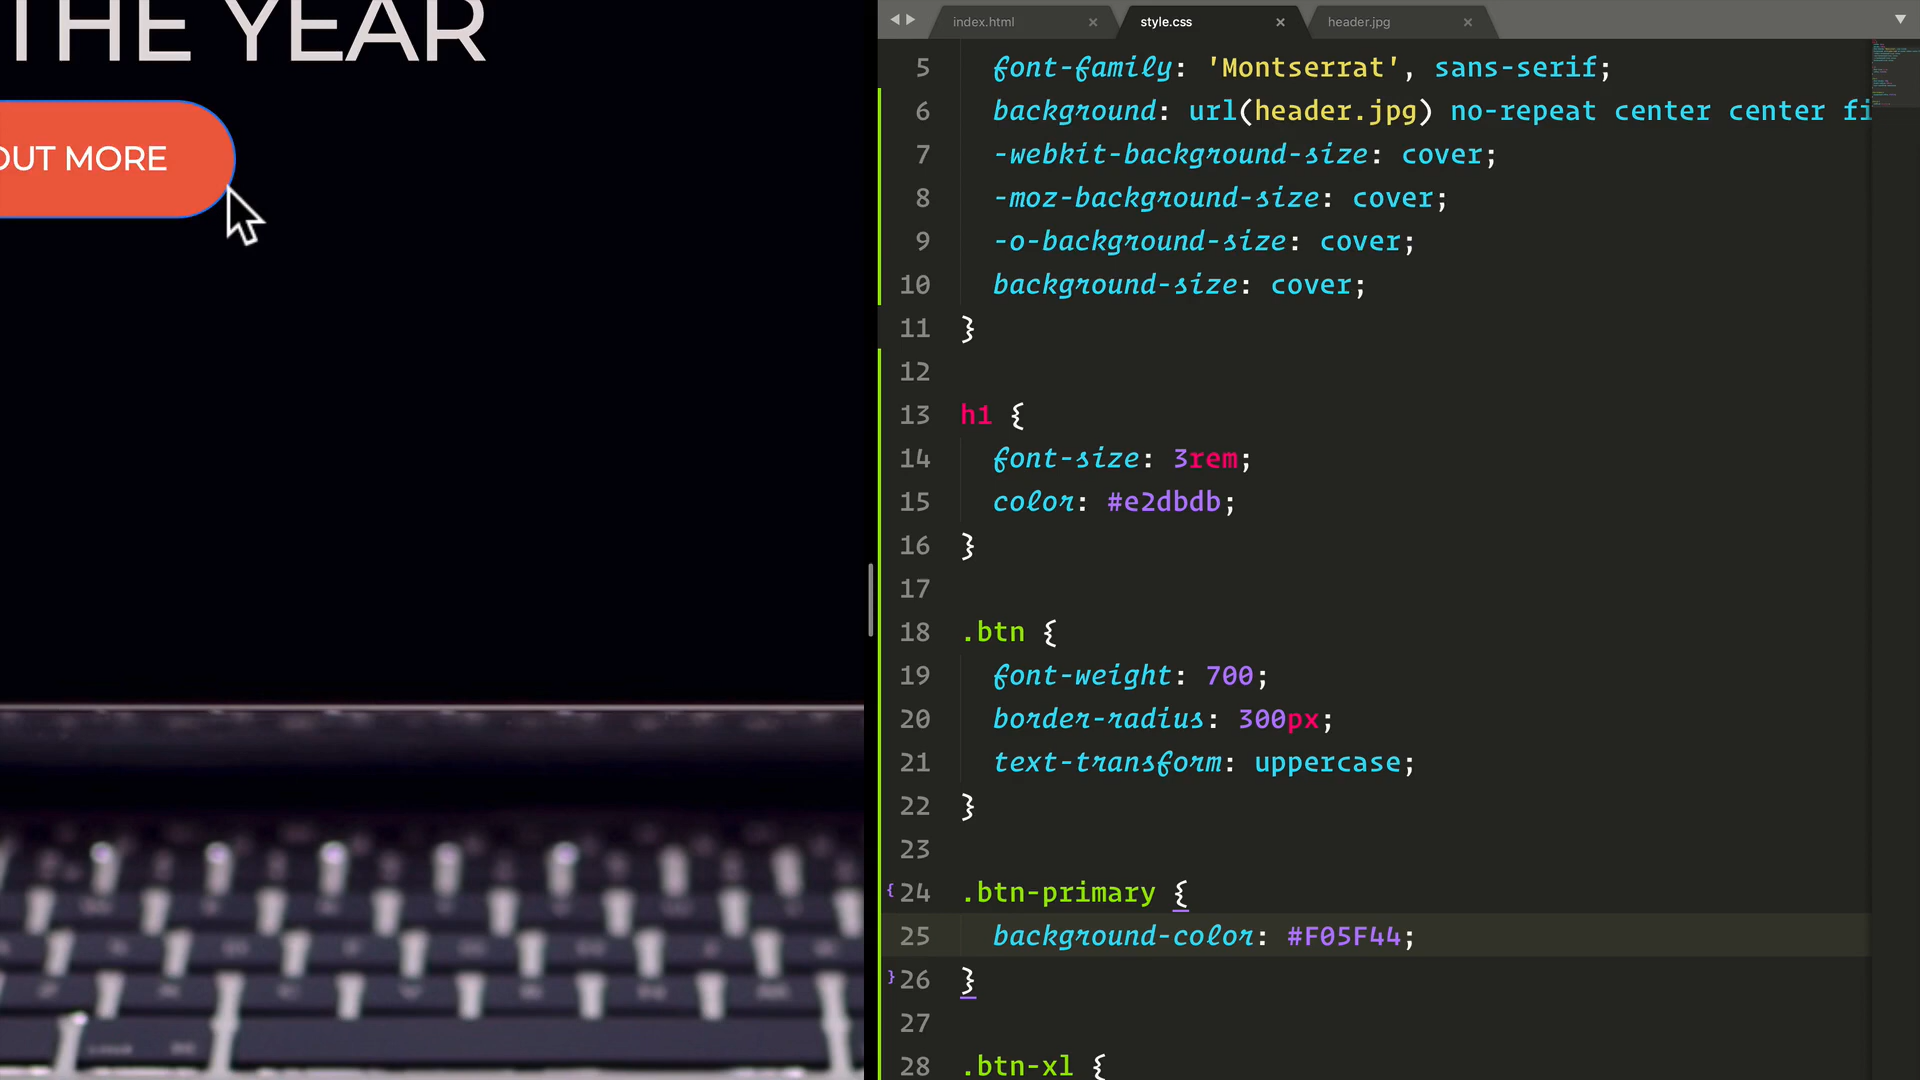 THE YEAR
OUT MORE
index.html
style.css
header.jpg
5 font-family: 'Montserrat', sans-serif;
6 background: url(header.jpg) no-repeat center center fi
7 -webkit-background-size: cover;
8 -moz-background-size: cover;
9 -o-background-size: cover;
10 background-size: cover;
11 }
12
13 h1 {
14 font-size: 3rem;
15 color: #e2dbdb;
16 }
17
18 .btn {
19 font-weight: 700;
20 border-radius: 300px;
21 text-transform: uppercase;
22 }
23
24 .btn-primary {
25 background-color: #F05F44;
26 }
27
28 .btn-xl {